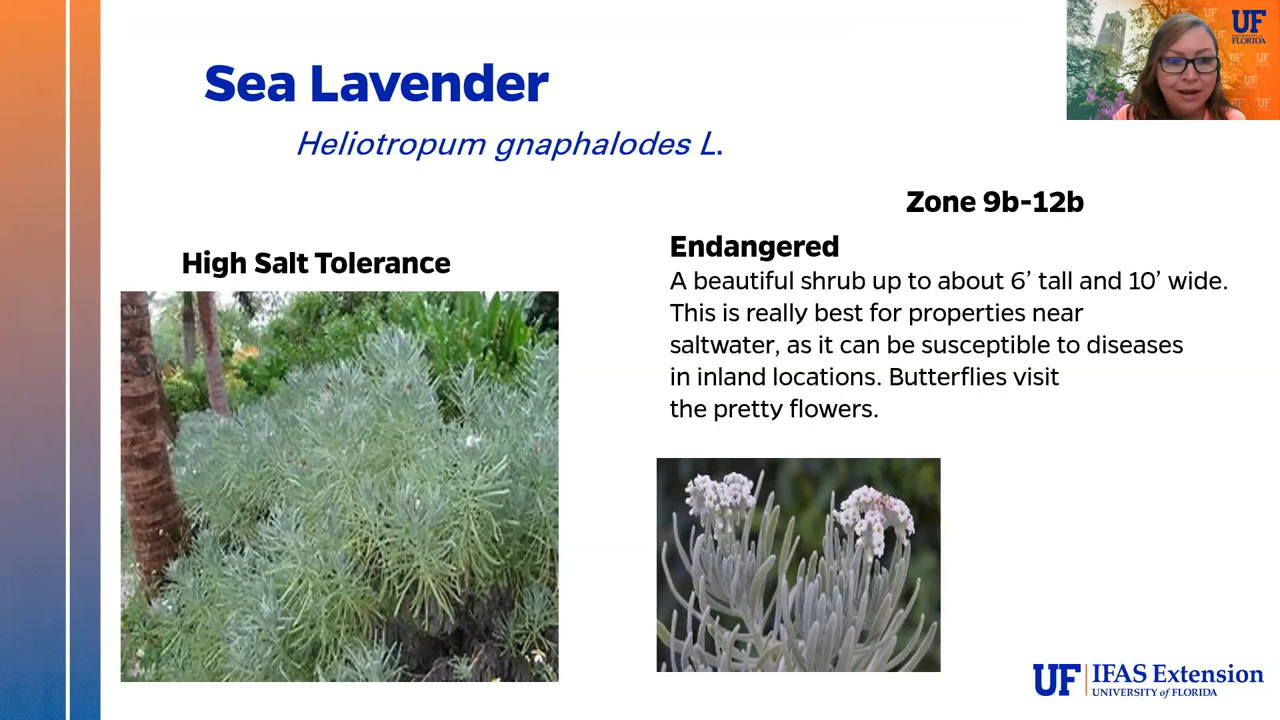 Sea Lavender
Heliotropum gnaphalodes L.
Zone 9b-12b
High Salt Tolerance
Endangered
A beautiful shrub up to about 6’ tall and 10’ wide.
This is really best for properties near
saltwater, as it can be susceptible to diseases
in inland locations. Butterflies visit
the pretty flowers.
UF
UNIVERSITY of
FLORIDA
UF IFAS Extension
UNIVERSITY of FLORIDA